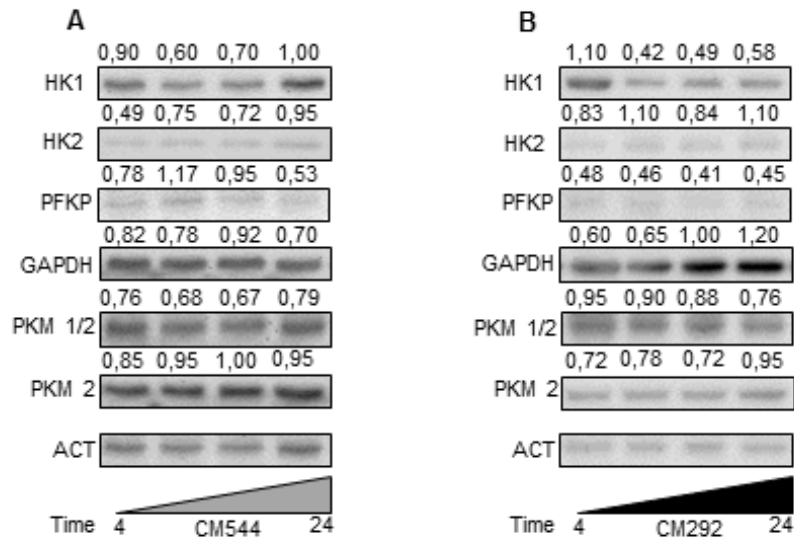 A
0,90 0,60 0,70 1,00
HK1
0,49 0,75 0,72 0,95
HK2
0,78 1,17 0,95 0,53
PFKP
0,82 0,78 0,92 0,70
GAPDH
0,76 0,68 0,67 0,79
PKM 1/2
0,85 0,95 1,00 0,95
PKM 2
ACT
Time 4 CM544 24
B
1,10 0,42 0,49 0,58
HK1
0,83 1,10 0,84 1,10
HK2
0,48 0,46 0,41 0,45
PFKP
0,60 0,65 1,00 1,20
GAPDH
0,95 0,90 0,88 0,76
PKM 1/2
0,72 0,78 0,72 0,95
PKM 2
ACT
Time 4 CM292 24